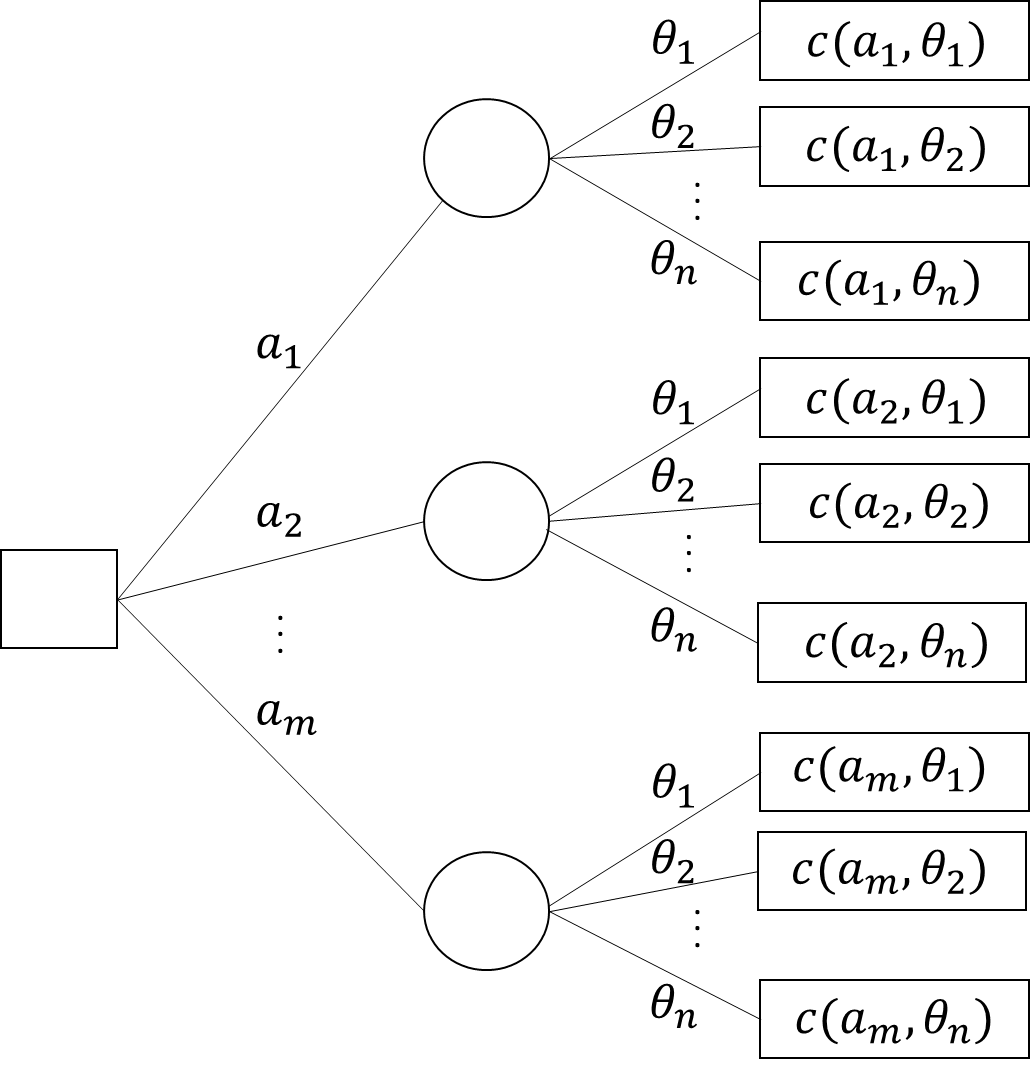 θ₁ c(a₁, θ₁)
θ₂ c(a₁, θ₂)
⋮
θₙ c(a₁, θₙ)
a₁
θ₁ c(a₂, θ₁)
θ₂ c(a₂, θ₂)
a₂
⋮
θₙ c(a₂, θₙ)
⋮
aₘ
θ₁ c(aₘ, θ₁)
θ₂ c(aₘ, θ₂)
⋮
θₙ c(aₘ, θₙ)